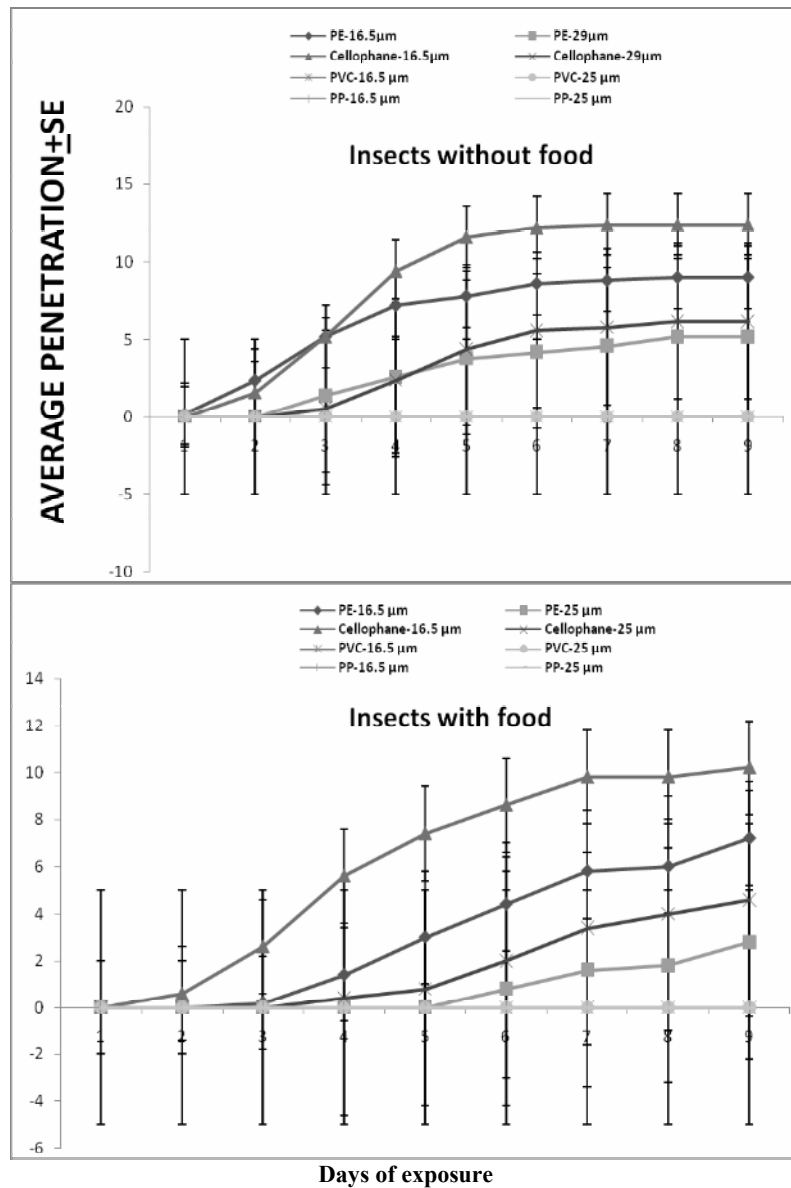 PE-16.5µm PE-29µm
Cellophane-16.5µm Cellophane-29µm
PVC-16.5 µm PVC-25 µm
PP-16.5 µm PP-25 µm
AVERAGE PENETRATION±SE
Insects without food
20
15
10
5
0
-5
-10
1 2 3 4 5 6 7 8 9
PE-16.5 µm PE-25 µm
Cellophane-16.5 µm Cellophane-25 µm
PVC-16.5 µm PVC-25 µm
PP-16.5 µm PP-25 µm
Insects with food
14
12
10
8
6
4
2
0
-2
-4
-6
1 2 3 4 5 6 7 8 9
Days of exposure